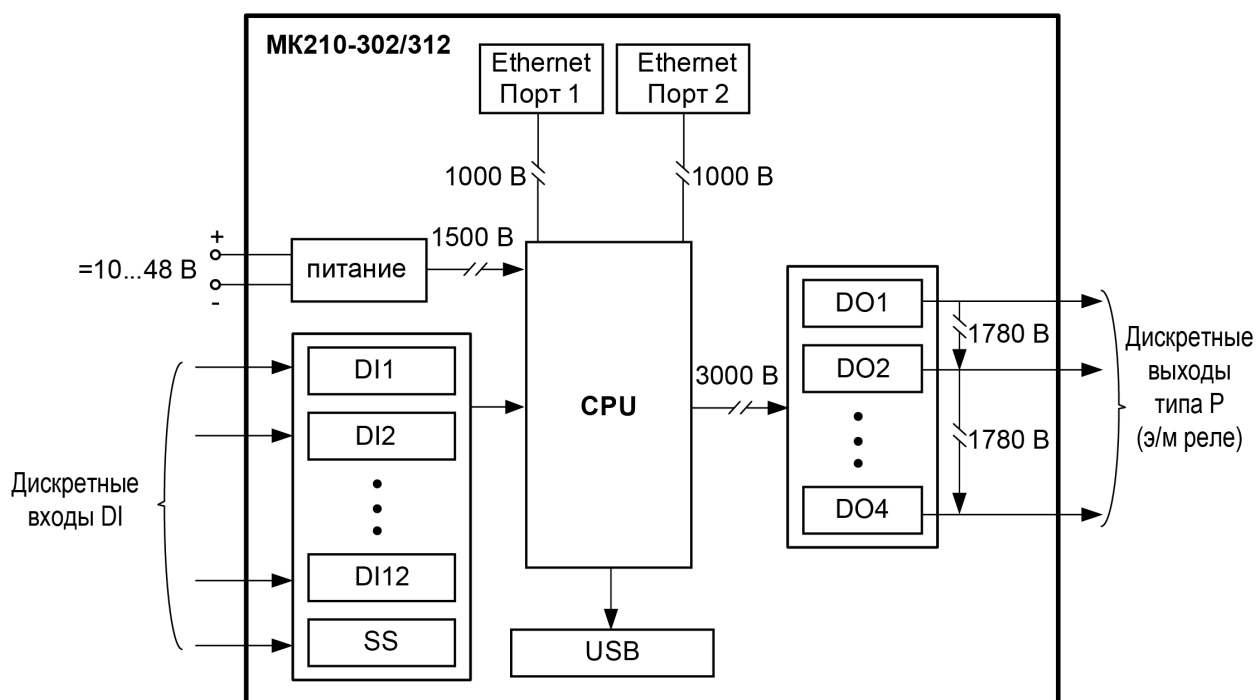 МК210-302/312
Ethernet
Порт 1
Ethernet
Порт 2
1000 В
1000 В
=10...48 В
+
-
питание
1500 В
DI1
DI2
DI12
SS
Дискретные
входы DI
CPU
3000 В
USB
DO1
DO2
DO4
1780 В
1780 В
Дискретные
выходы
типа Р
(э/м реле)